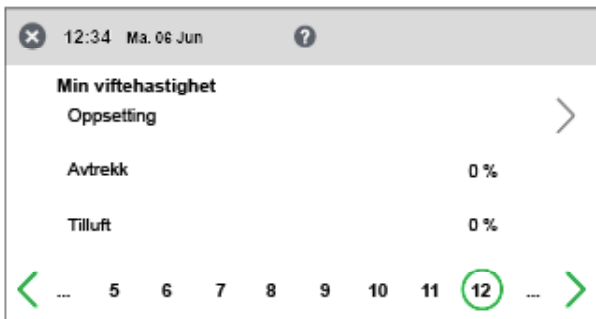 12:34 Ma. 06 Jun ?
Min viftehastighet
Oppsetting
Avtrekk 0 %
Tilluft 0 %
... 5 6 7 8 9 10 11 12 ...